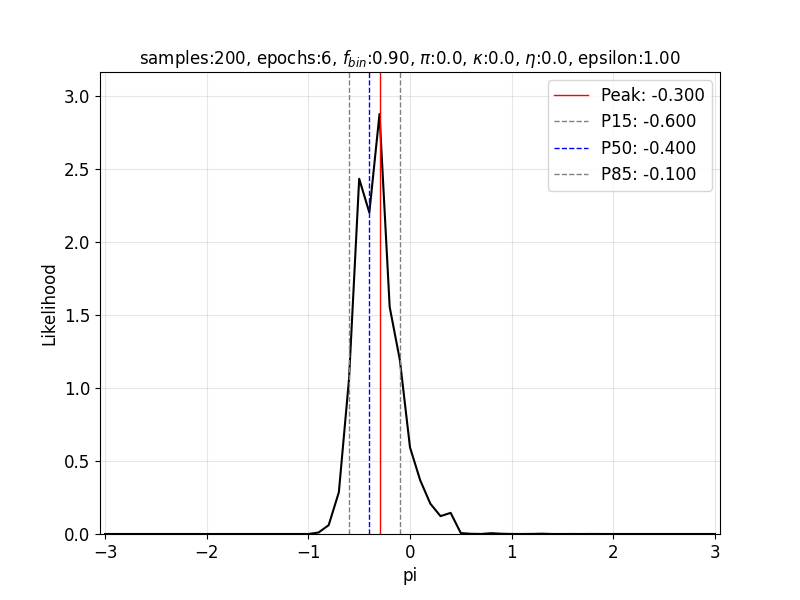 samples:200, epochs:6, f_bin:0.90, π:0.0, κ:0.0, η:0.0, epsilon:1.00
Peak: -0.300
P15: -0.600
P50: -0.400
P85: -0.100
3.0
2.5
2.0
1.5
1.0
0.5
0.0
Likelihood
−3 −2 −1 0 1 2 3
pi